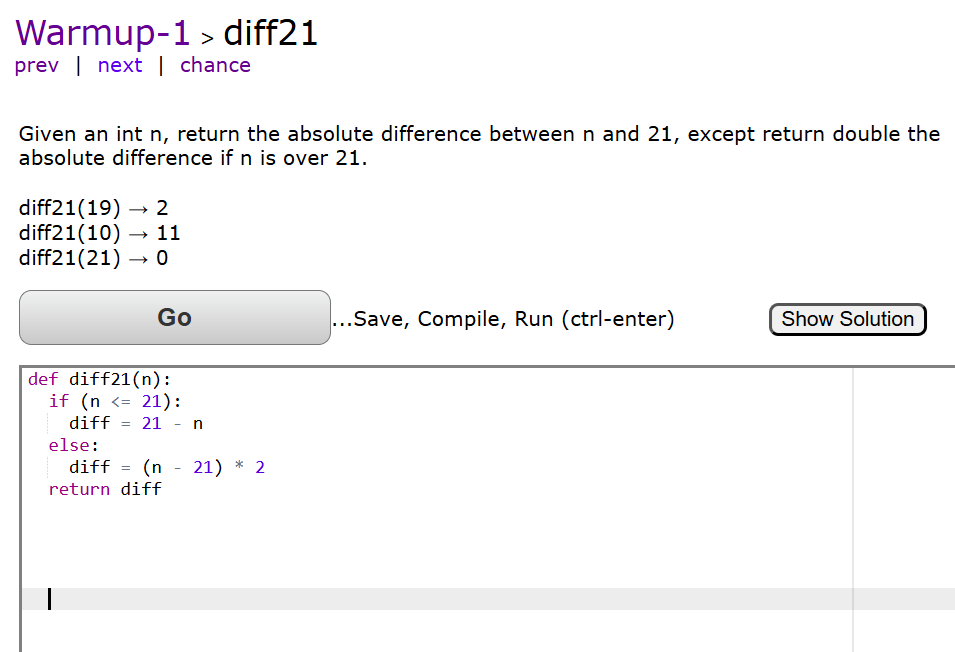 Warmup-1 > diff21
prev | next | chance
Given an int n, return the absolute difference between n and 21, except return double the
absolute difference if n is over 21.
diff21(19) → 2
diff21(10) → 11
diff21(21) → 0
Go ...Save, Compile, Run (ctrl-enter) Show Solution
def diff21(n):
  if (n <= 21):
    diff = 21 - n
  else:
    diff = (n - 21) * 2
  return diff